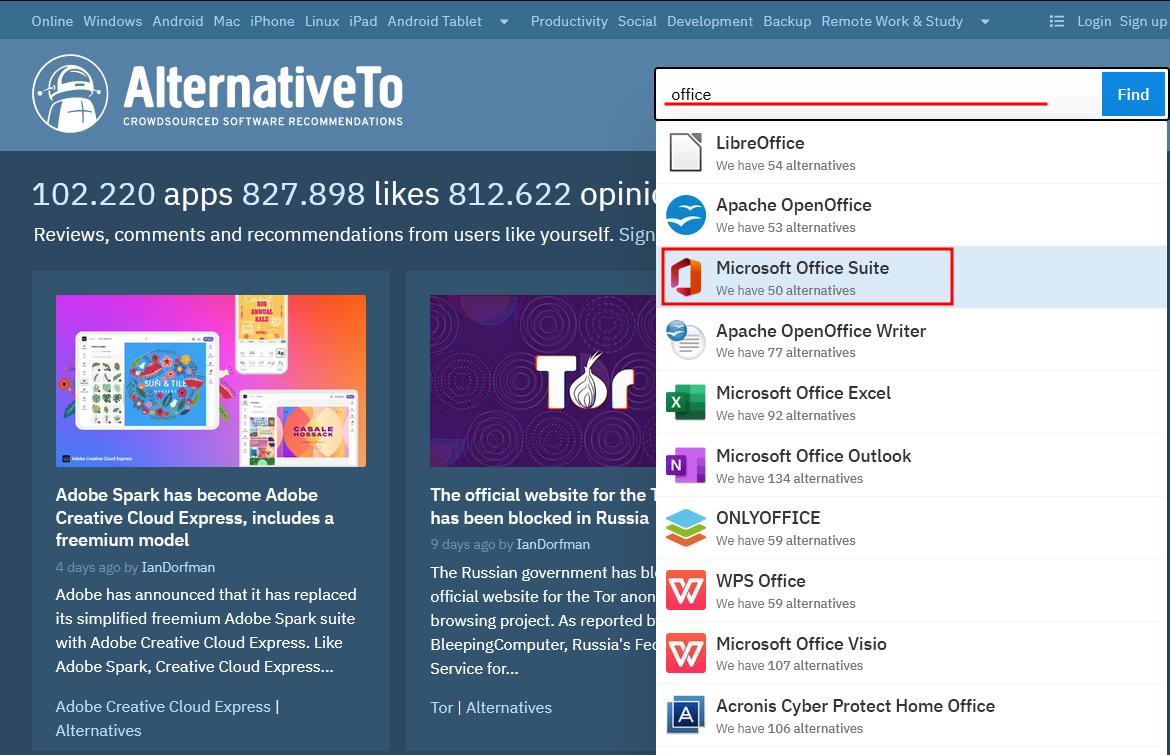 Online Windows Android Mac iPhone Linux iPad Android Tablet Productivity Social Development Backup Remote Work & Study Login Sign up
AlternativeTo
CROWDSOURCED SOFTWARE RECOMMENDATIONS
office
Find
102.220 apps 827.898 likes 812.622 opinio
Reviews, comments and recommendations from users like yourself. Sign
BIG
ANNUAL
SALE
SUN & TILE
CASALE
HOSSACK
Adobe Creative Cloud Express
Adobe Spark has become Adobe
Creative Cloud Express, includes a
freemium model
4 days ago by IanDorfman
Adobe has announced that it has replaced
its simplified freemium Adobe Spark suite
with Adobe Creative Cloud Express. Like
Adobe Spark, Creative Cloud Express...
Adobe Creative Cloud Express |
Alternatives
Tor
The official website for the T
has been blocked in Russia
9 days ago by IanDorfman
The Russian government has blo
official website for the Tor anon
browsing project. As reported b
BleepingComputer, Russia's Fed
Service for...
Tor | Alternatives
LibreOffice
We have 54 alternatives
Apache OpenOffice
We have 53 alternatives
Microsoft Office Suite
We have 50 alternatives
Apache OpenOffice Writer
We have 77 alternatives
X
Microsoft Office Excel
We have 92 alternatives
N
Microsoft Office Outlook
We have 134 alternatives
ONLYOFFICE
We have 59 alternatives
W
WPS Office
We have 59 alternatives
W
Microsoft Office Visio
We have 107 alternatives
A
Acronis Cyber Protect Home Office
We have 106 alternatives